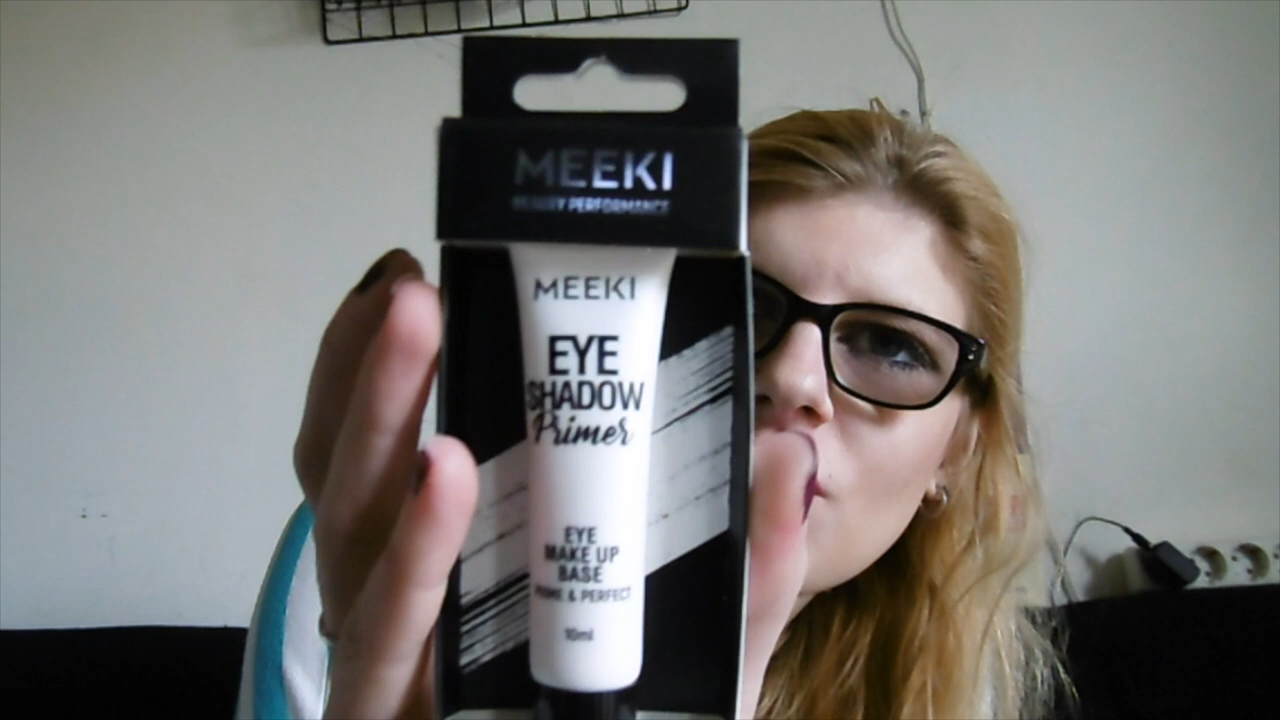 MEEKI
BEAUTY PERFORMANCE
MEEKI
EYE
SHADOW
Primer
EYE
MAKE UP
BASE
PRIME & PERFECT
10ml